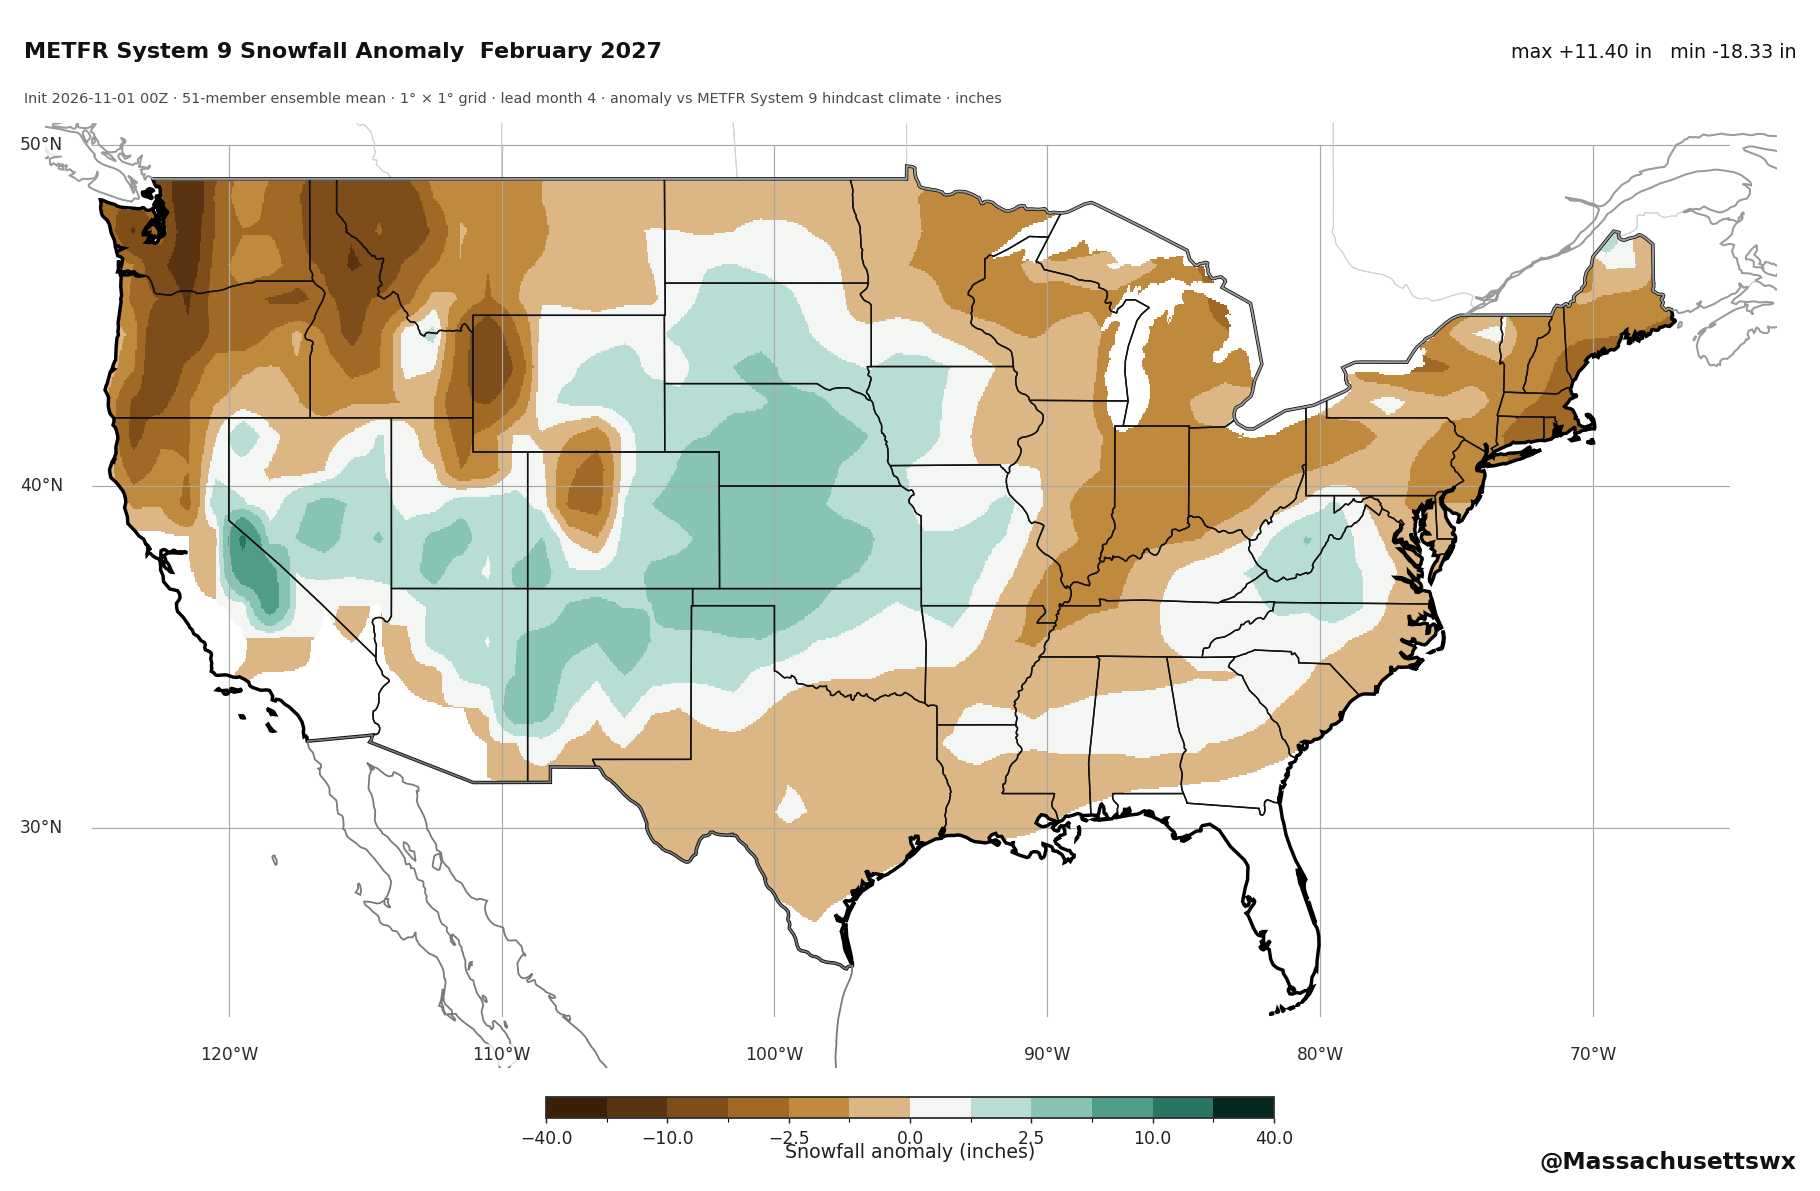 METFR System 9 Snowfall Anomaly  February 2027
max +11.40 in   min -18.33 in
Init 2026-11-01 00Z · 51-member ensemble mean · 1° × 1° grid · lead month 4 · anomaly vs METFR System 9 hindcast climate · inches
50°N
40°N
30°N
120°W 110°W 100°W 90°W 80°W 70°W
−40.0 −10.0 −2.5 0.0 2.5 10.0 40.0
Snowfall anomaly (inches)
@Massachusettswx